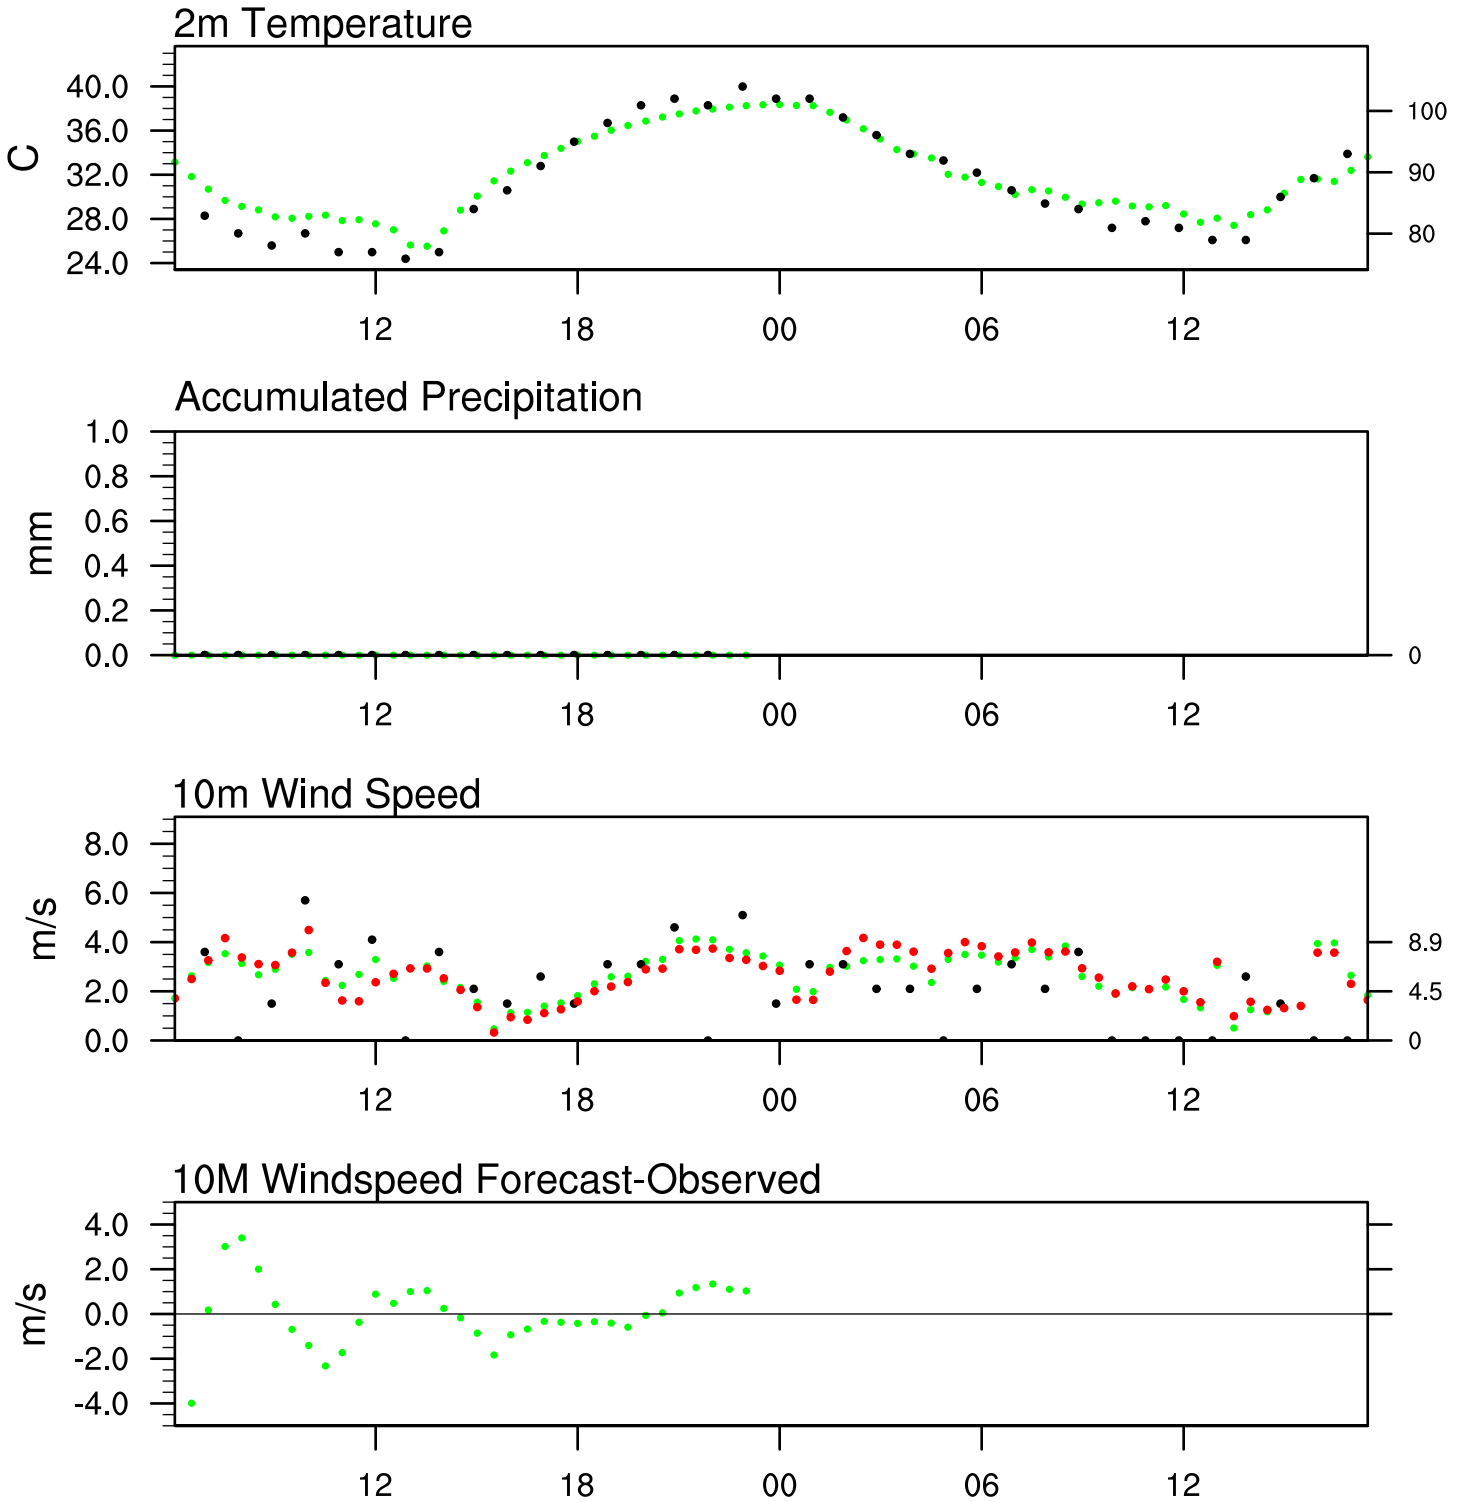 2m Temperature
C
40.0
36.0
32.0
28.0
24.0
100
90
80
12 18 00 06 12
Accumulated Precipitation
mm
1.0
0.8
0.6
0.4
0.2
0.0
0
12 18 00 06 12
10m Wind Speed
m/s
8.0
6.0
4.0
2.0
0.0
8.9
4.5
0
12 18 00 06 12
10M Windspeed Forecast-Observed
m/s
4.0
2.0
0.0
-2.0
-4.0
12 18 00 06 12